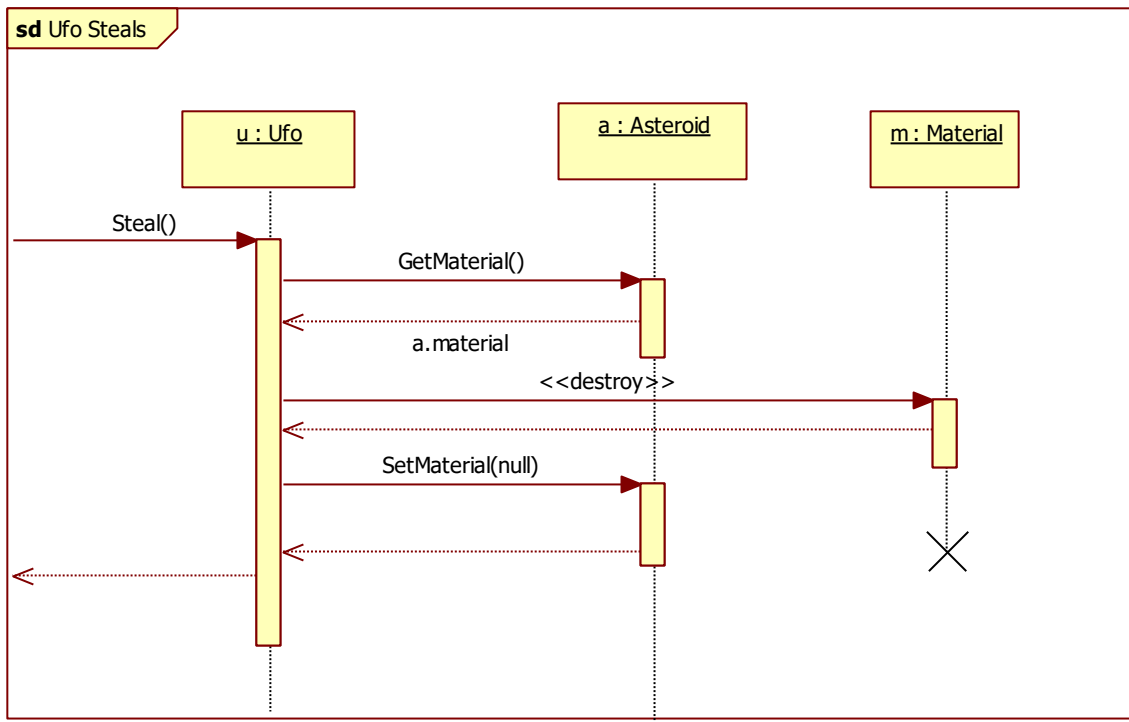 sd Ufo Steals
u : Ufo
a : Asteroid
m : Material
Steal()
GetMaterial()
a.material
<<destroy>>
SetMaterial(null)